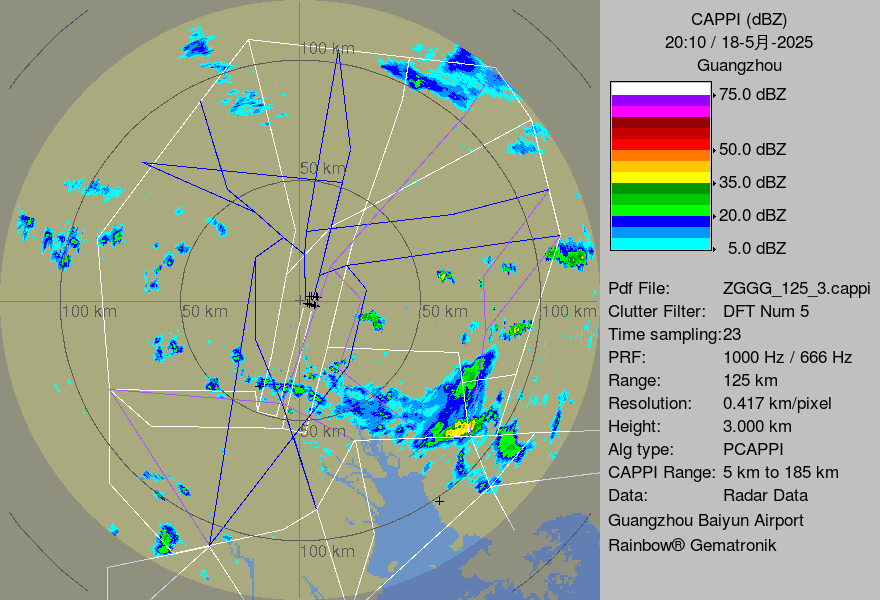 CAPPI (dBZ)
20:10 / 18-5月-2025
Guangzhou
75.0 dBZ
50.0 dBZ
35.0 dBZ
20.0 dBZ
5.0 dBZ
Pdf File: ZGGG_125_3.cappi
Clutter Filter: DFT Num 5
Time sampling:23
PRF: 1000 Hz / 666 Hz
Range: 125 km
Resolution: 0.417 km/pixel
Height: 3.000 km
Alg type: PCAPPI
CAPPI Range: 5 km to 185 km
Data: Radar Data
Guangzhou Baiyun Airport
Rainbow® Gematronik
100 km
50 km
100 km
50 km
50 km
100 km
50 km
100 km